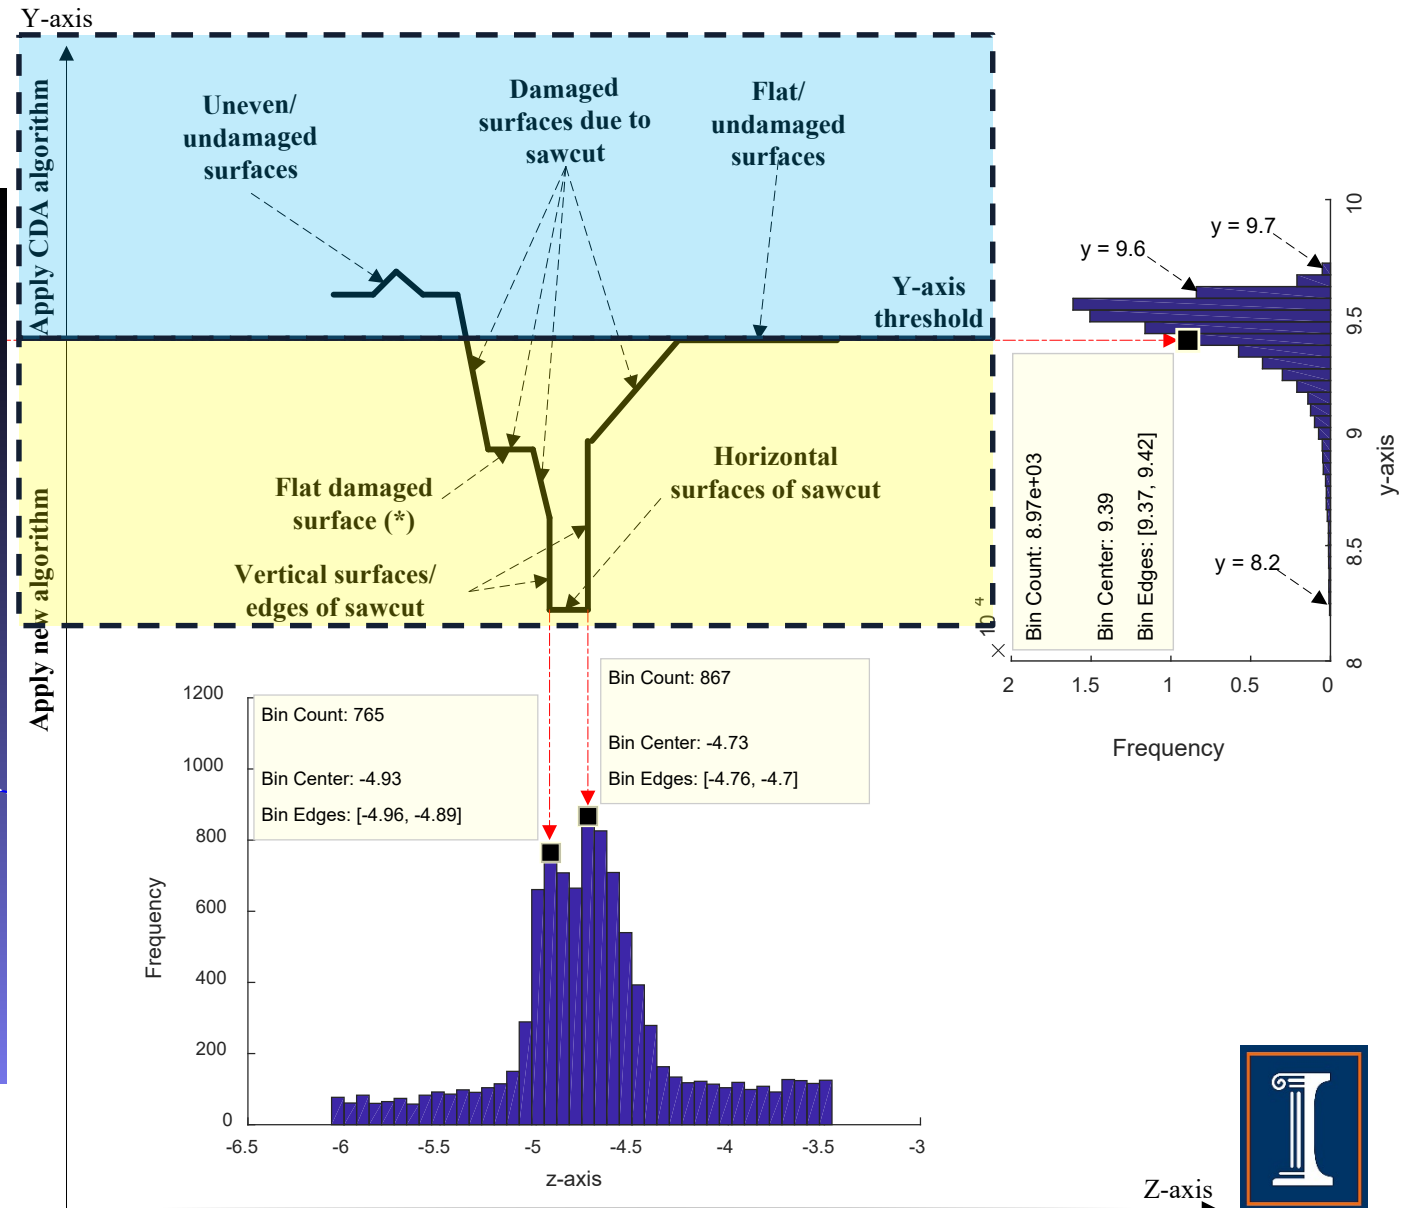 Y-axis
Apply CDA algorithm
Uneven/
undamaged
surfaces
Damaged
surfaces due to
sawcut
Flat/
undamaged
surfaces
Y-axis
threshold
Apply new algorithm
Flat damaged
surface (*)
Horizontal
surfaces of sawcut
Vertical surfaces/
edges of sawcut
y = 9.7
y = 9.6
y = 8.2
10
9.5
9
8.5
8
y-axis
Bin Count: 8.97e+03
Bin Center: 9.39
Bin Edges: [9.37, 9.42]
× 10 4
2
1.5
1
0.5
0
Frequency
Bin Count: 765
Bin Center: -4.93
Bin Edges: [-4.96, -4.89]
Bin Count: 867
Bin Center: -4.73
Bin Edges: [-4.76, -4.7]
1200
1000
800
600
400
200
0
Frequency
-6.5
-6
-5.5
-5
-4.5
-4
-3.5
-3
z-axis
Z-axis
I